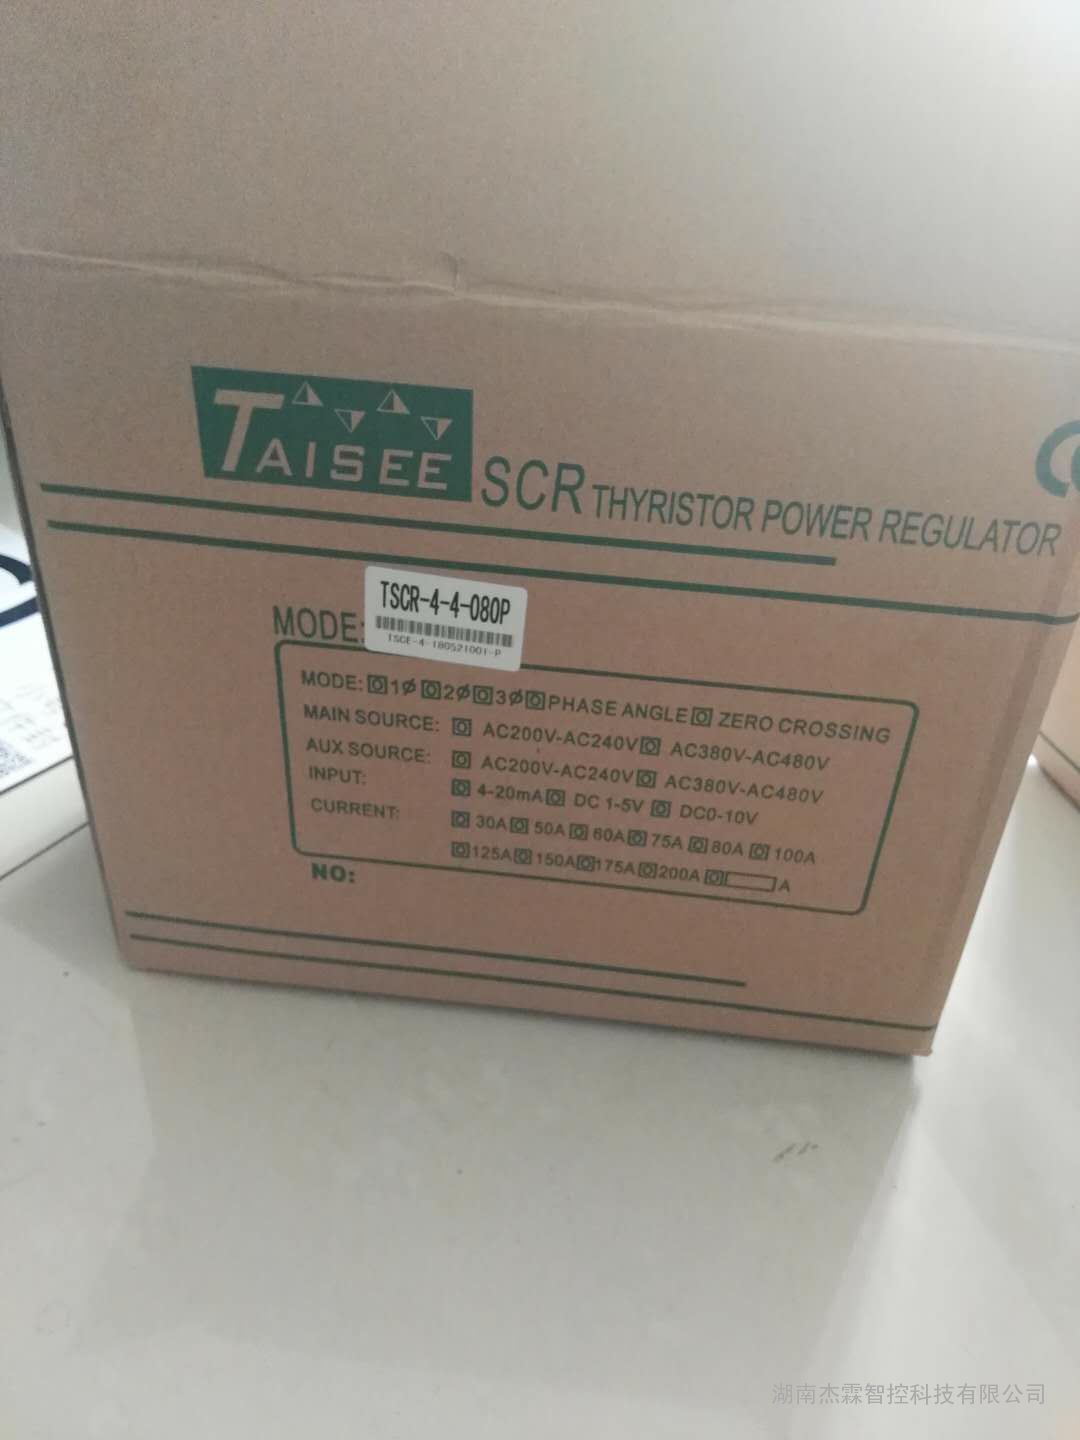 TAISEE
SCR THYRISTOR POWER REGULATOR
TSCR-4-4-080P
MODE:
TSCE-4-180521001-P
MODE: 1Ø 2Ø 3Ø PHASE ANGLE ZERO CROSSING
MAIN SOURCE: AC200V-AC240V AC380V-AC480V
AUX SOURCE: AC200V-AC240V AC380V-AC480V
INPUT: 4-20mA DC 1-5V DC0-10V
CURRENT: 30A 50A 60A 75A 80A 100A
125A 150A 175A 200A A
NO:
湖南杰霖智控科技有限公司